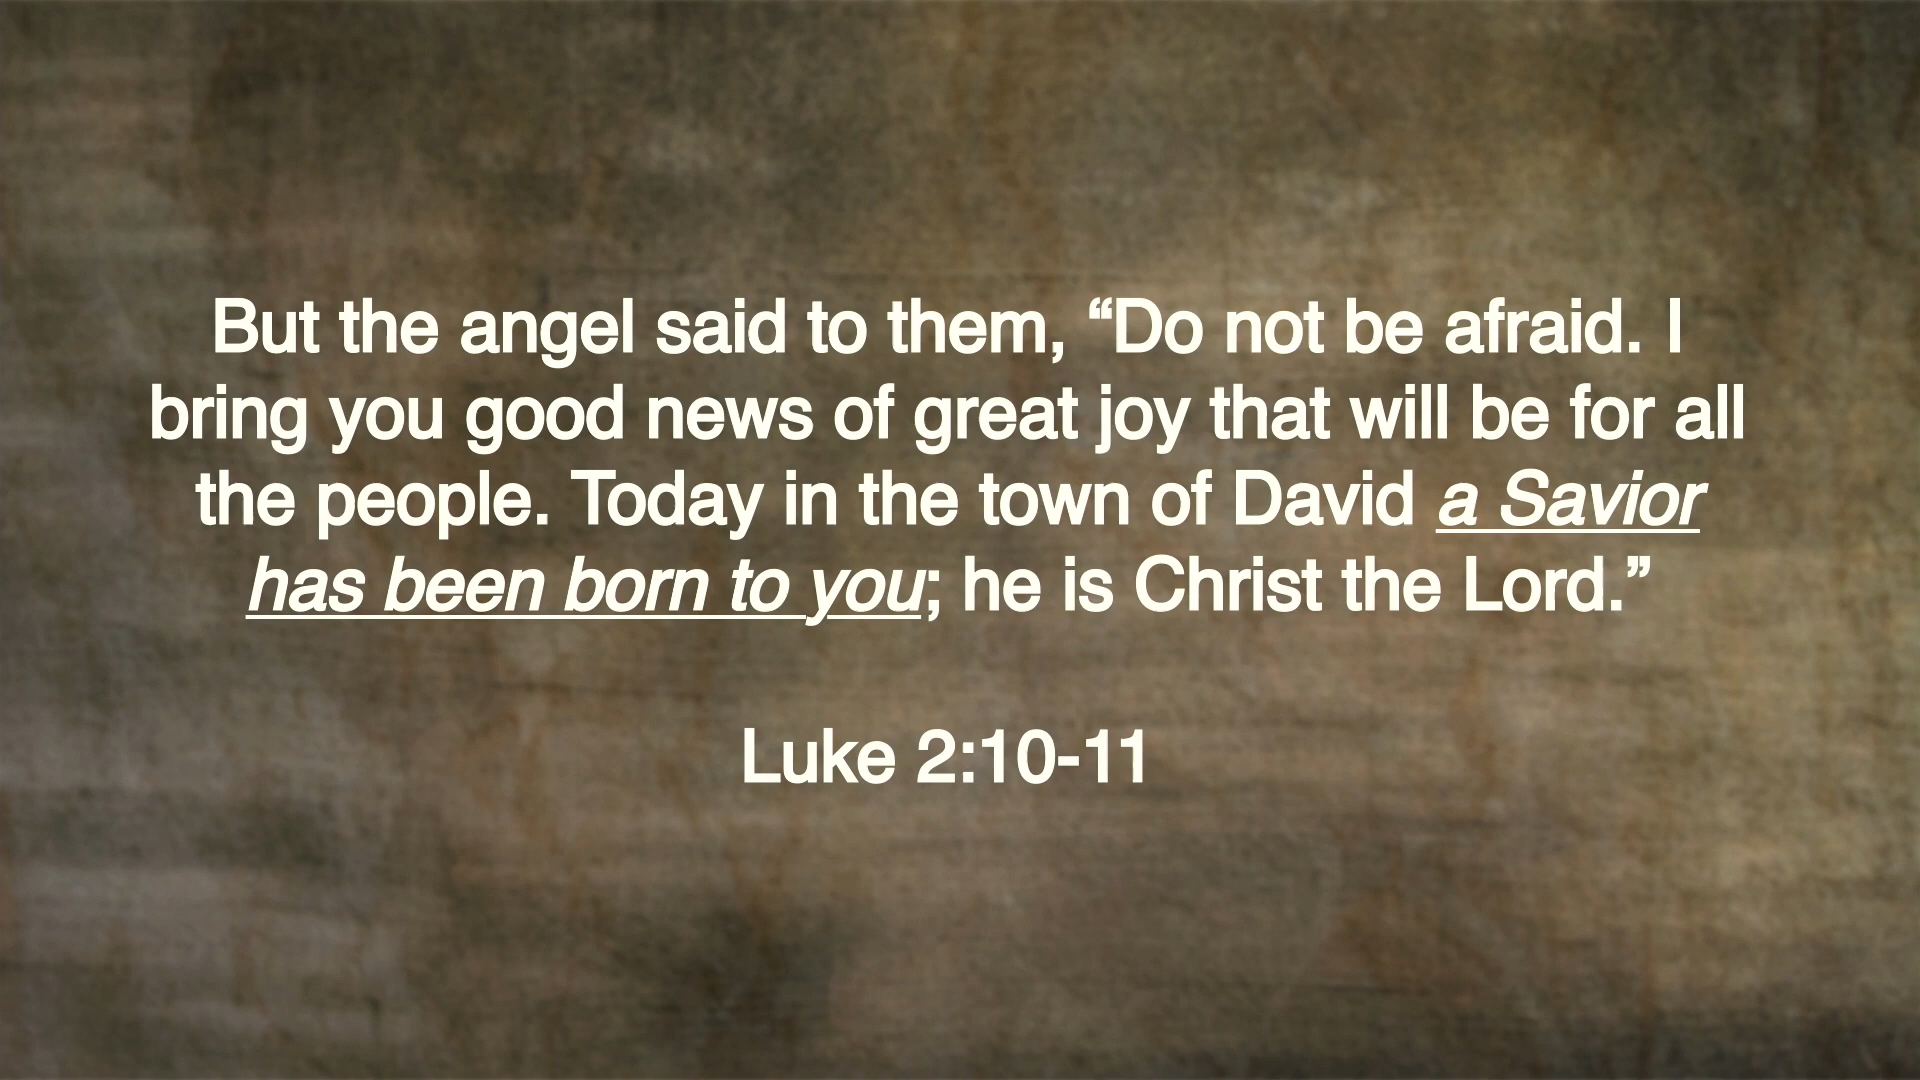 But the angel said to them, “Do not be afraid. I
bring you good news of great joy that will be for all
the people. Today in the town of David a Savior
has been born to you; he is Christ the Lord.”
Luke 2:10-11